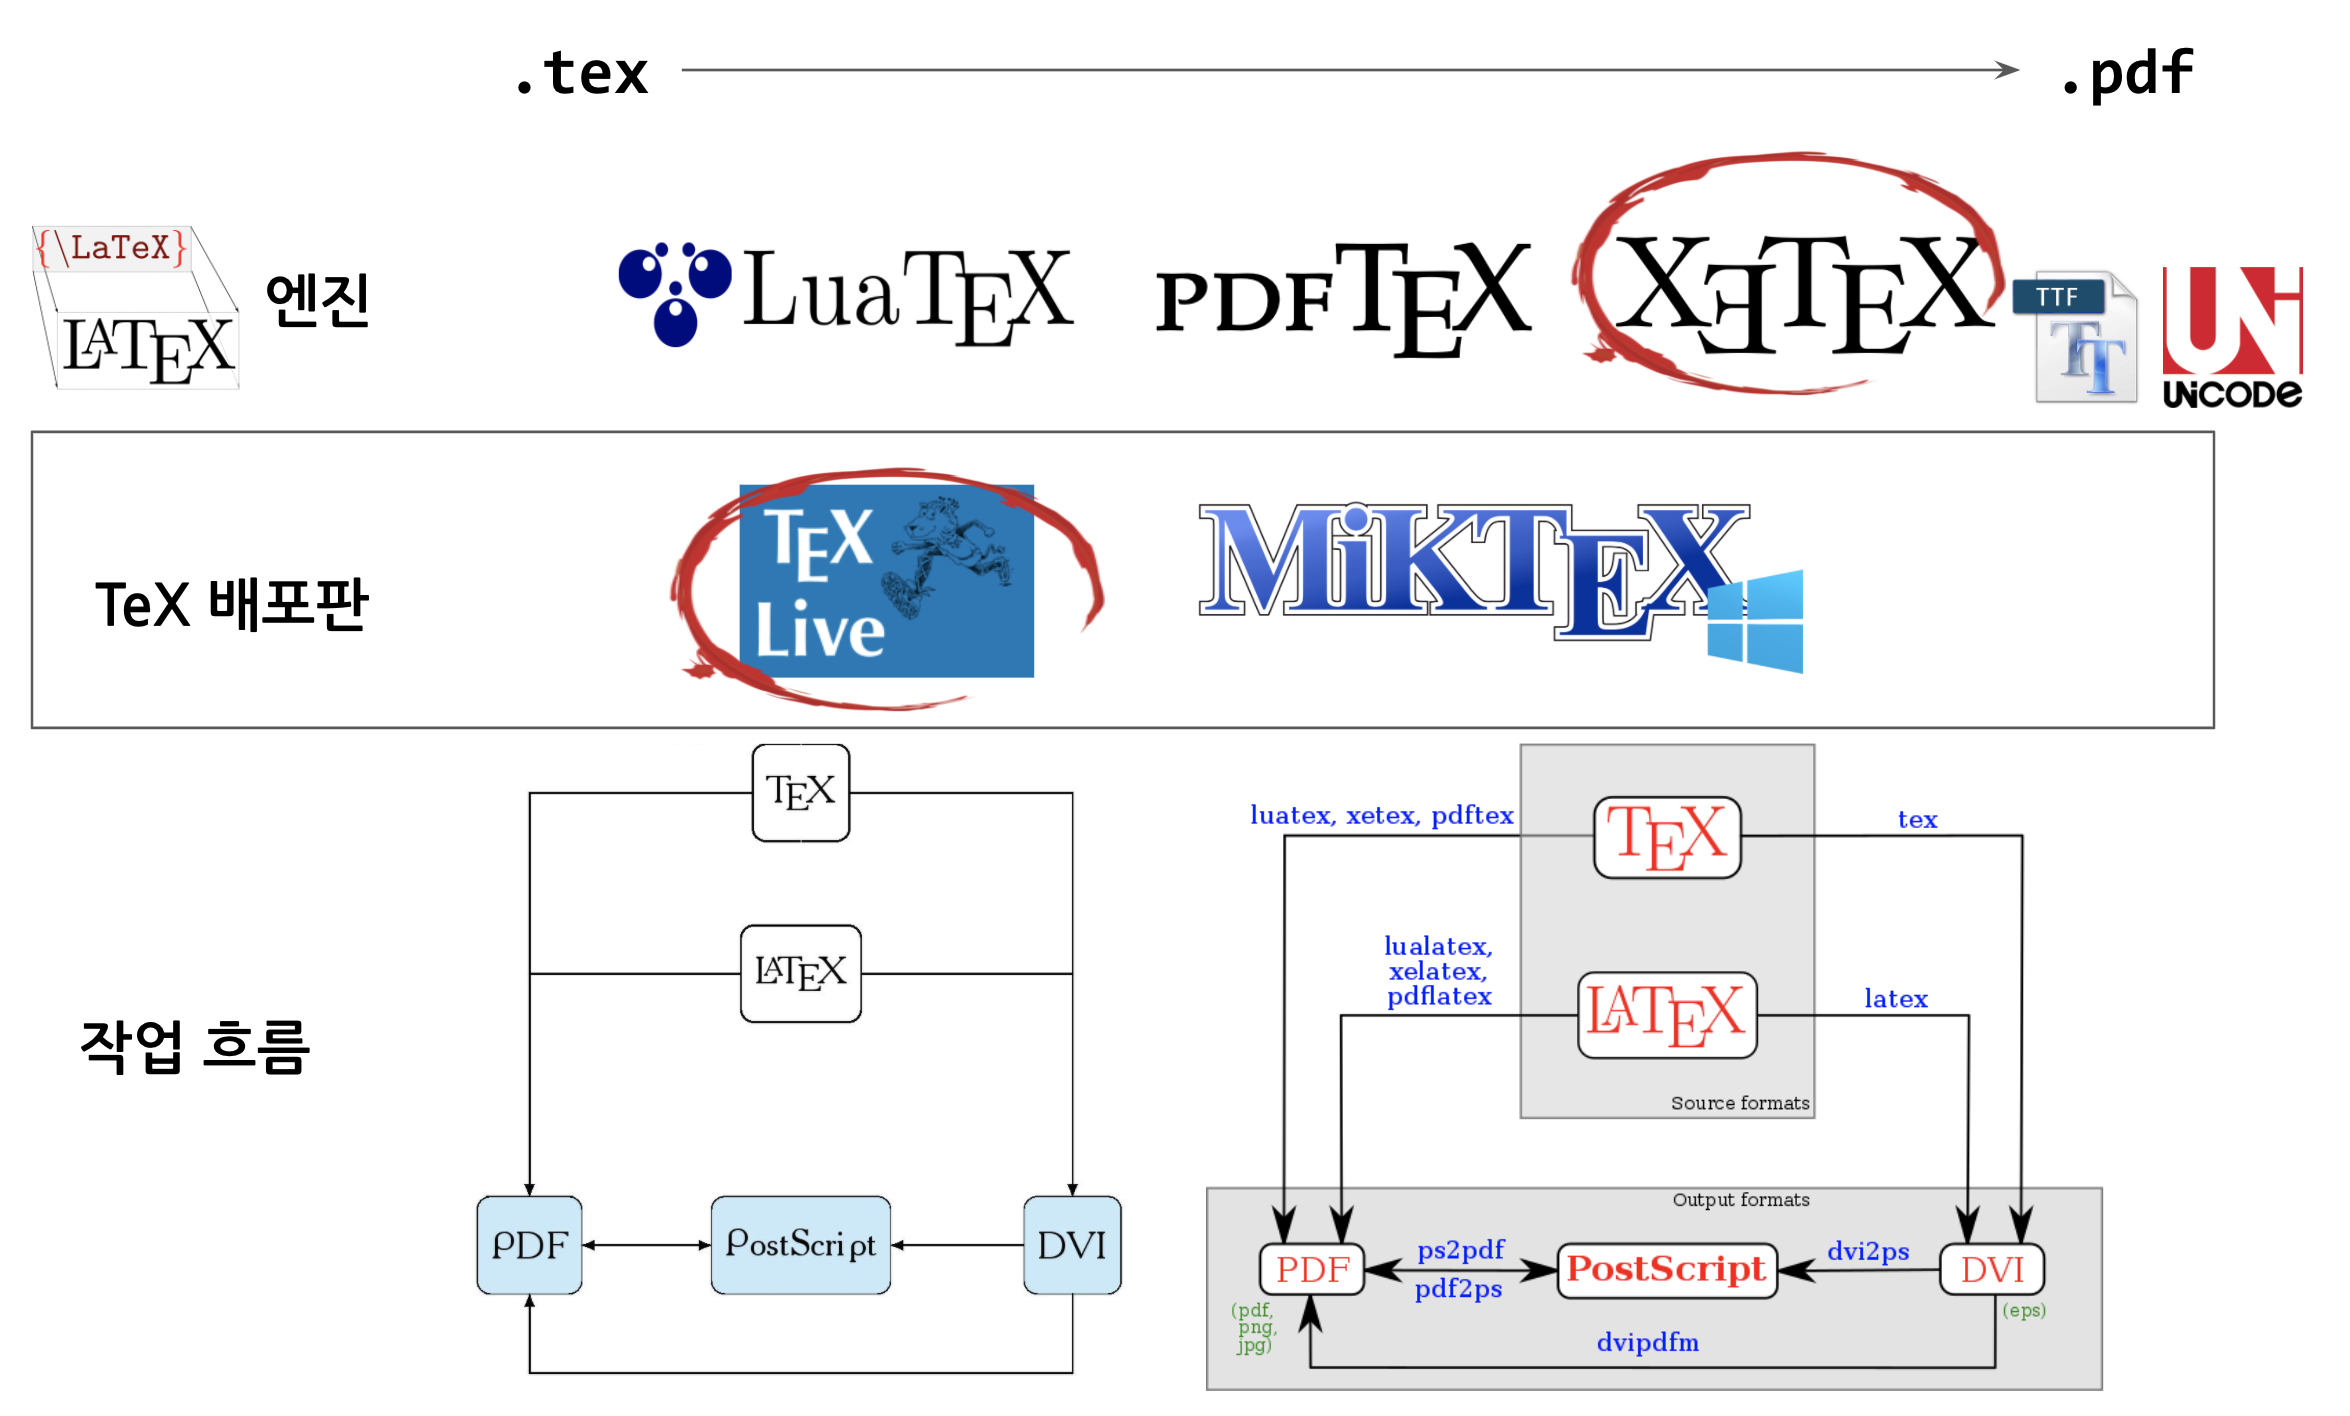 .tex .pdf
{\LaTeX}
LATEX
엔진
LuaTEX
PDFTEX
XƎTEX
TTF
TT
UNI
UNICODE
TeX 배포판
TEX
Live
MiKTEX
작업 흐름
TEX
LATEX
PDF
PostScript
DVI
luatex, xetex, pdftex
TEX
tex
lualatex,
xelatex,
pdflatex
LATEX
latex
Source formats
Output formats
PDF
ps2pdf
pdf2ps
PostScript
dvi2ps
DVI
(pdf,
png,
jpg)
(eps)
dvipdfm